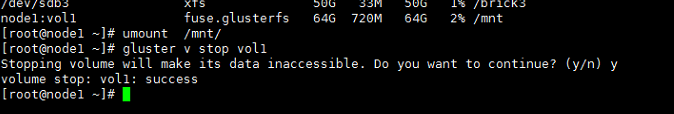 /dev/sdb3 xfs 50G 33M 50G 1% /brick3
node1:vol1 fuse.glusterfs 64G 720M 64G 2% /mnt
[root@node1 ~]# umount /mnt/
[root@node1 ~]# gluster v stop vol1
Stopping volume will make its data inaccessible. Do you want to continue? (y/n) y
volume stop: vol1: success
[root@node1 ~]#